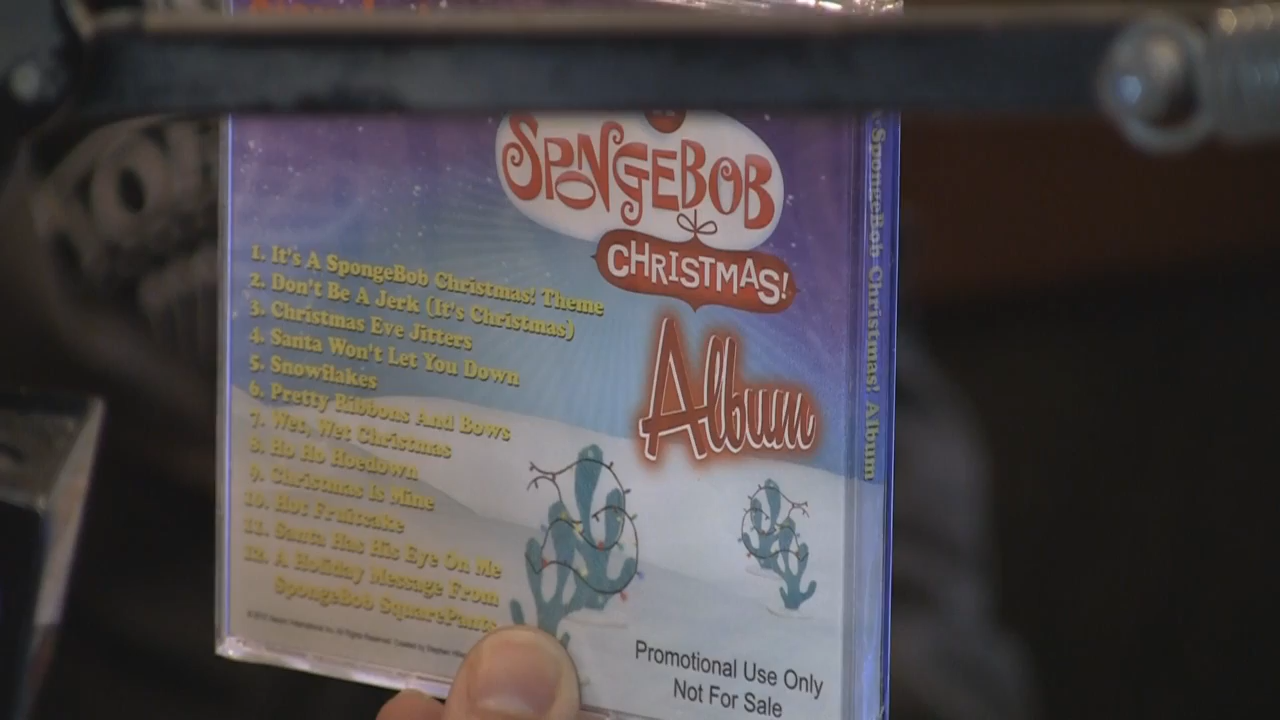 SPONGEBOB
CHRISTMAS!
Album
1. It's A SpongeBob Christmas! Theme
2. Don't Be A Jerk (It's Christmas)
3. Christmas Eve Jitters
4. Santa Won't Let You Down
5. Snowflakes
6. Pretty Ribbons And Bows
7. Wet, Wet Christmas
8. Ho Ho Hoedown
9. Christmas Is Mine
10. Hot Fruitcake
11. Santa Has His Eye On Me
12. A Holiday Message From
SpongeBob SquarePants
Promotional Use Only
Not For Sale
SpongeBob Christmas! Album